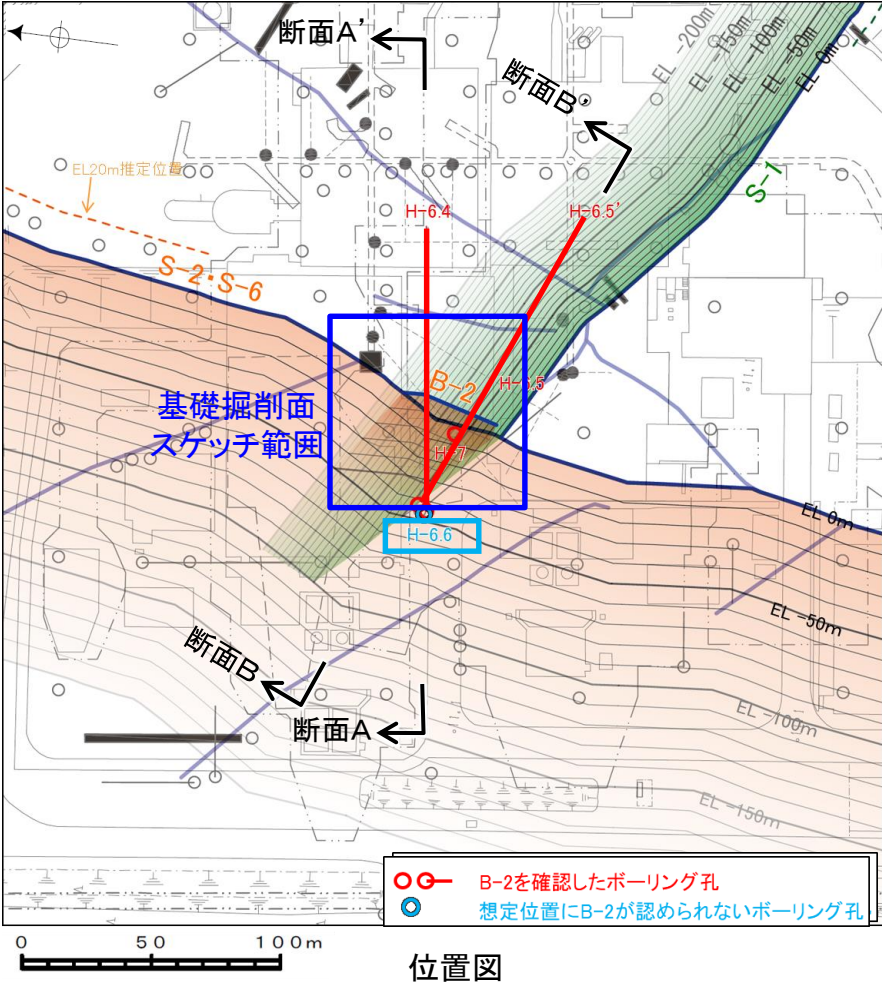 断面A’
断面B’
EL -200m
EL -150m
EL -100m
EL -50m
EL 0m
EL20m推定位置
S-1
H-6.4
H-6.5’
S-2・S-6
B-2
H-6.5
基礎掘削面
スケッチ範囲
H-7
H-6.6
EL 0m
EL -50m
断面B
断面A
EL -100m
EL -150m
B-2を確認したボーリング孔
想定位置にB-2が認められないボーリング孔
0 50 100m
位置図